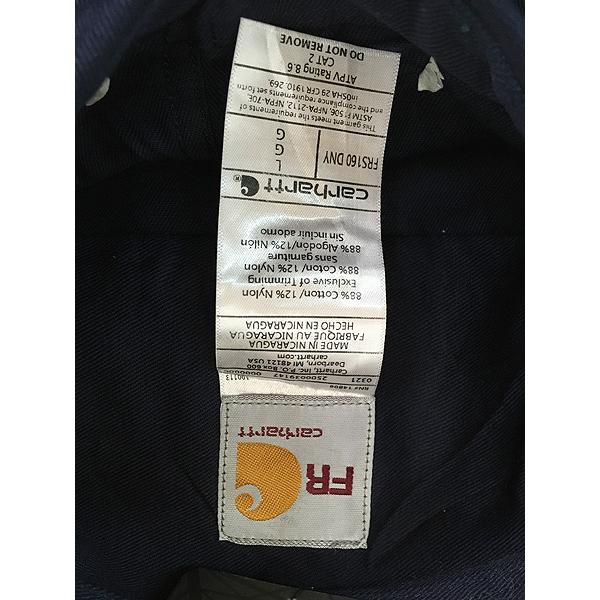 FR
carhartt
RN# 14806
0321 2500039147
Carhartt, Inc. P.O. Box 600
Dearborn, MI 48121 USA
carhartt.com
MADE IN NICARAGUA
FABRIQUE AU NICARAGUA
HECHO EN NICARAGUA
88% Cotton/12% Nylon
Exclusive of Trimming
88% Coton/12% Nylon
Sans garniture
88% Algodón/12% Nilón
Sin incluir adorno
carhartt®
FRS160 DNY
L
G
G
This garment meets the requirements of
ASTM F1506, NFPA-2112, NFPA-70E,
and the compliance requirements set forth
in OSHA 29 CFR 1910.269.
ATPV Rating 8.6
CAT 2
DO NOT REMOVE